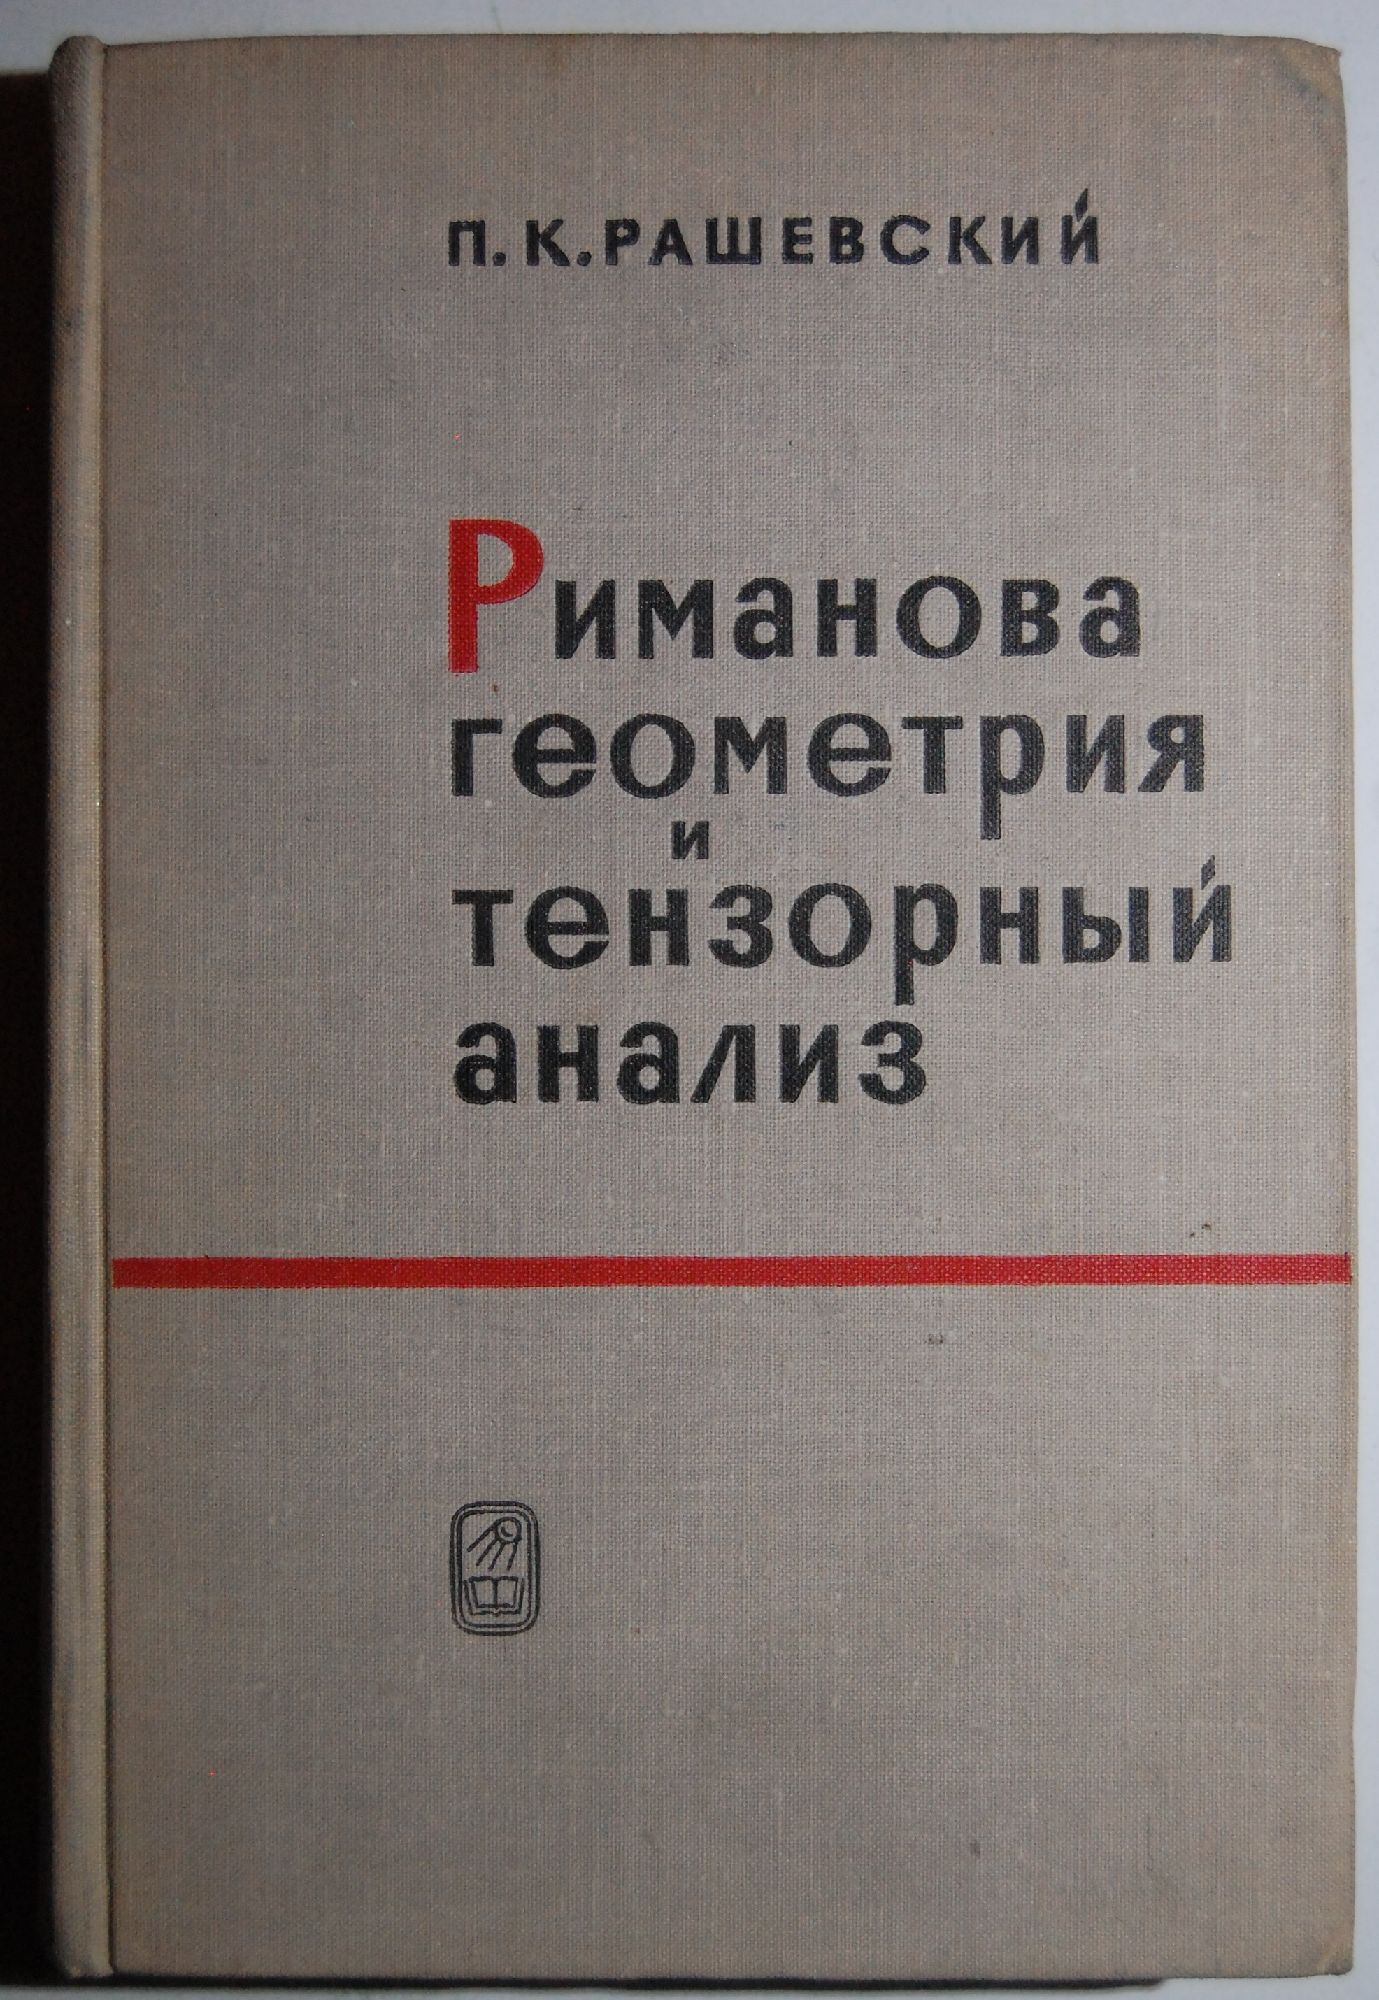 П. К. РАШЕВСКИЙ
Риманова
геометрия
и
тензорный
анализ